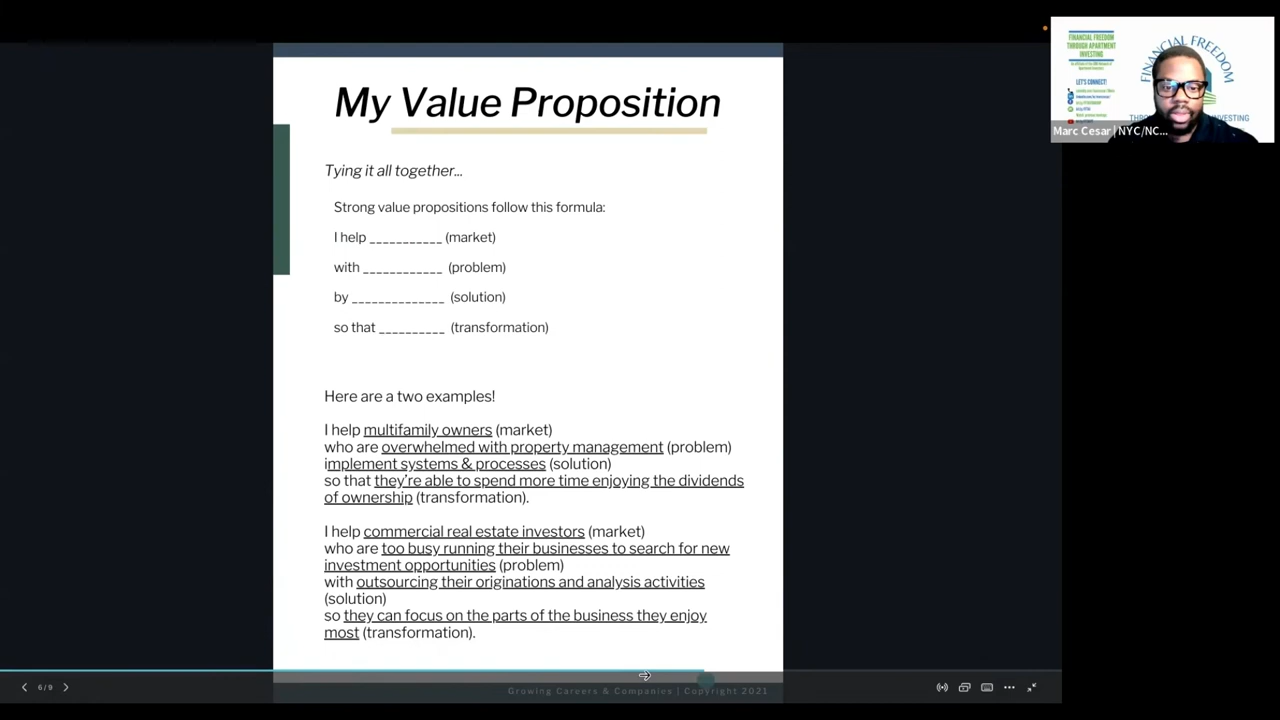 My Value Proposition
Tying it all together...
Strong value propositions follow this formula:
I help ___________ (market)
with ____________ (problem)
by ______________ (solution)
so that __________ (transformation)
Here are a two examples!
I help multifamily owners (market)
who are overwhelmed with property management (problem)
implement systems & processes (solution)
so that they're able to spend more time enjoying the dividends
of ownership (transformation).
I help commercial real estate investors (market)
who are too busy running their businesses to search for new
investment opportunities (problem)
with outsourcing their originations and analysis activities
(solution)
so they can focus on the parts of the business they enjoy
most (transformation).
Growing Careers & Companies | Copyright 2021
6/9
FINANCIAL FREEDOM
THROUGH APARTMENT
INVESTING
LET'S CONNECT!
FINANCIAL FREEDOM
INVESTING
Marc Cesar | NYC/NC...